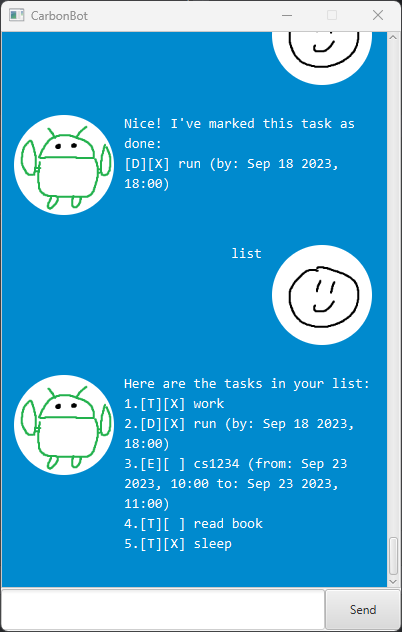 CarbonBot
Nice! I've marked this task as
done:
[D][X] run (by: Sep 18 2023,
18:00)
list
Here are the tasks in your list:
1.[T][X] work
2.[D][X] run (by: Sep 18 2023,
18:00)
3.[E][ ] cs1234 (from: Sep 23
2023, 10:00 to: Sep 23 2023,
11:00)
4.[T][ ] read book
5.[T][X] sleep
Send